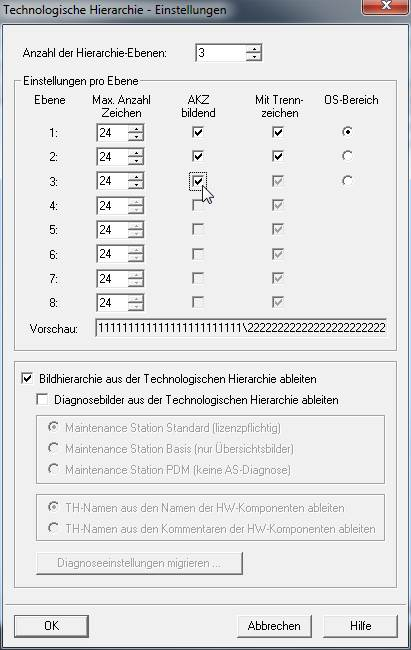 Technologische Hierarchie - Einstellungen
Anzahl der Hierarchie-Ebenen: 3
Einstellungen pro Ebene
Ebene Max. Anzahl Zeichen AKZ bildend Mit Trenn- zeichen OS-Bereich
1: 24
2: 24
3: 24
4: 24
5: 24
6: 24
7: 24
8: 24
Vorschau: 111111111111111111111111\2222222222222222222222
Bildhierarchie aus der Technologischen Hierarchie ableiten
Diagnosebilder aus der Technologischen Hierarchie ableiten
Maintenance Station Standard (lizenzpflichtig)
Maintenance Station Basis (nur Übersichtsbilder)
Maintenance Station PDM (keine AS-Diagnose)
TH-Namen aus den Namen der HW-Komponenten ableiten
TH-Namen aus den Kommentaren der HW-Komponenten ableiten
Diagnoseeinstellungen migrieren ...
OK Abbrechen Hilfe